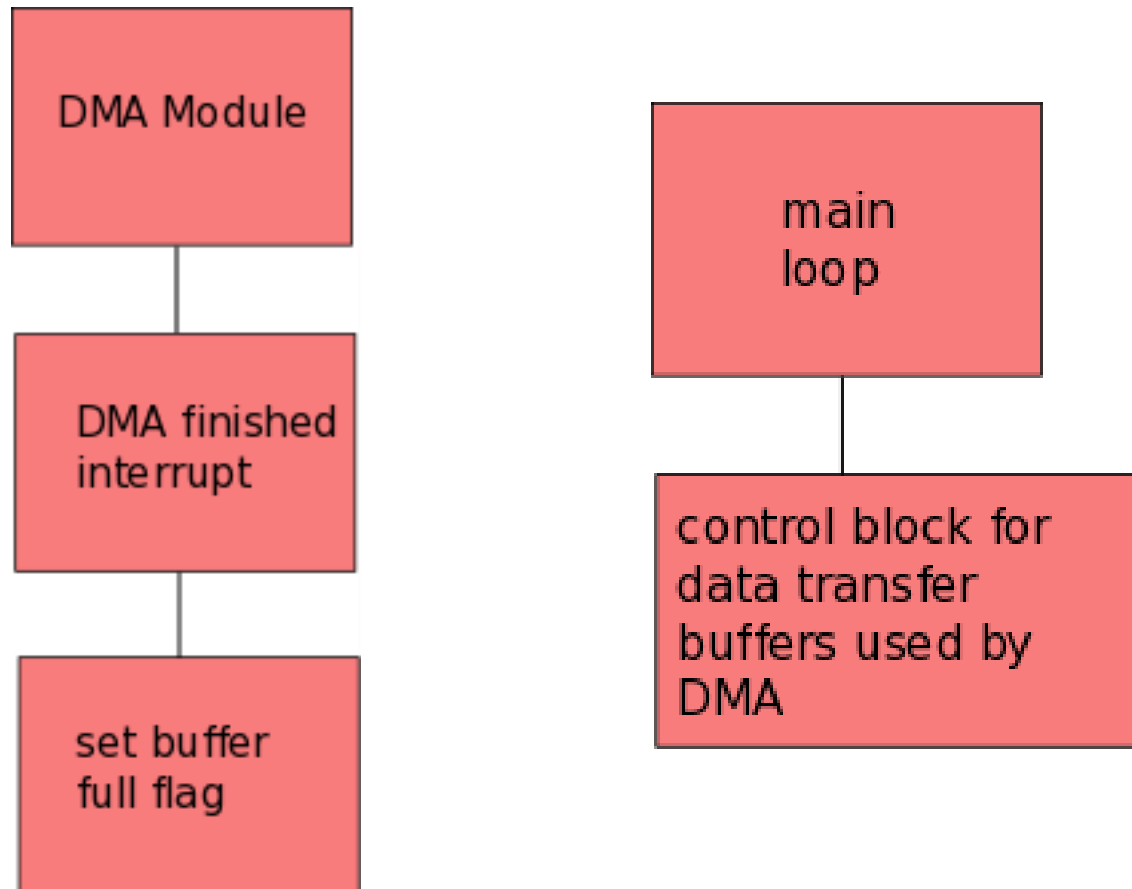 DMA Module
DMA finished
interrupt
set buffer
full flag
main
loop
control block for
data transfer
buffers used by
DMA